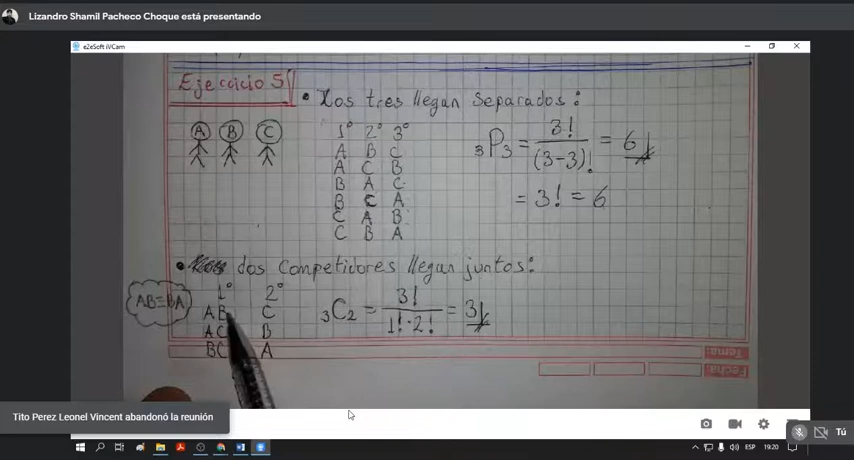 Lizandro Shamil Pacheco Choque está presentando
e2eSoft iVCam
Ejercicio 5
• Los tres llegan separados:
A B C
1° 2° 3°
A B C
A C B
B A C
B C A
C A B
C B A
₃P₃ = 3! / (3-3)! = 6
= 3! = 6
• dos competidores llegan juntos:
AB≡BA
1° 2°
AB C
AC B
BC A
₃C₂ = 3! / 1!·2! = 3
Tema:
Fecha:
Tito Perez Leonel Vincent abandonó la reunión
Tú
ESP 19:20